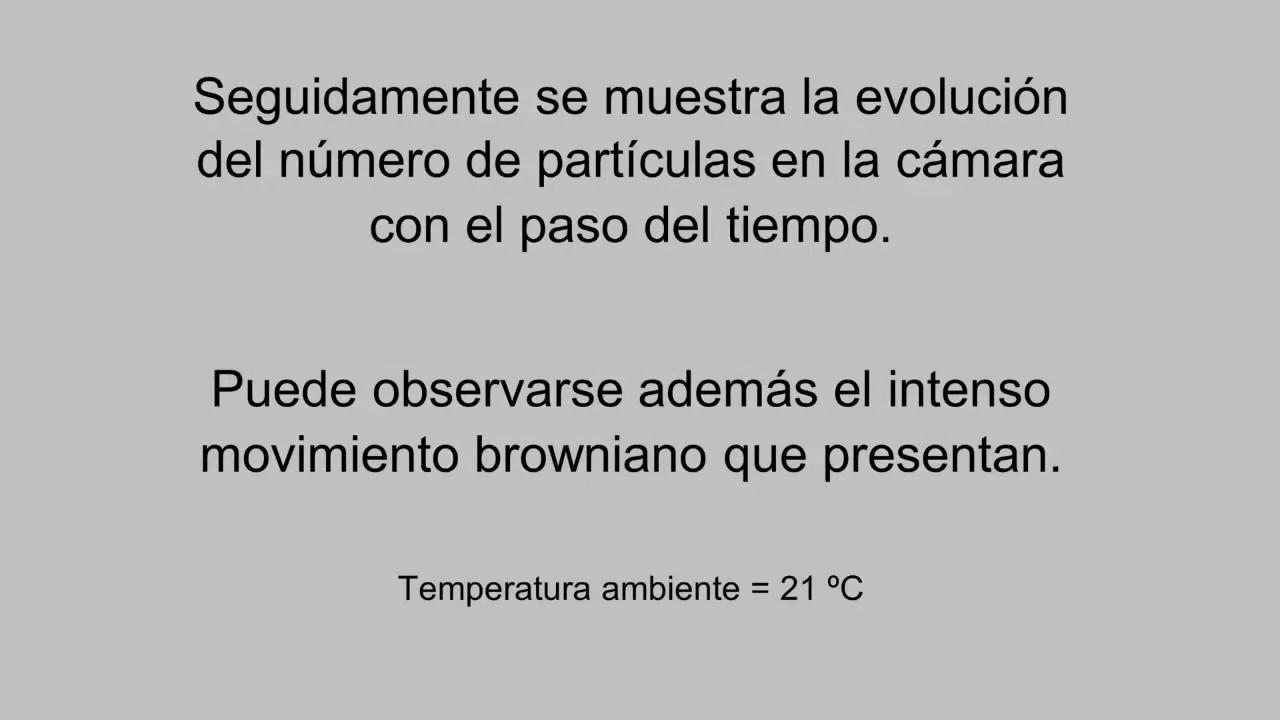 Seguidamente se muestra la evolución
del número de partículas en la cámara
con el paso del tiempo.
Puede observarse además el intenso
movimiento browniano que presentan.
Temperatura ambiente = 21 ºC